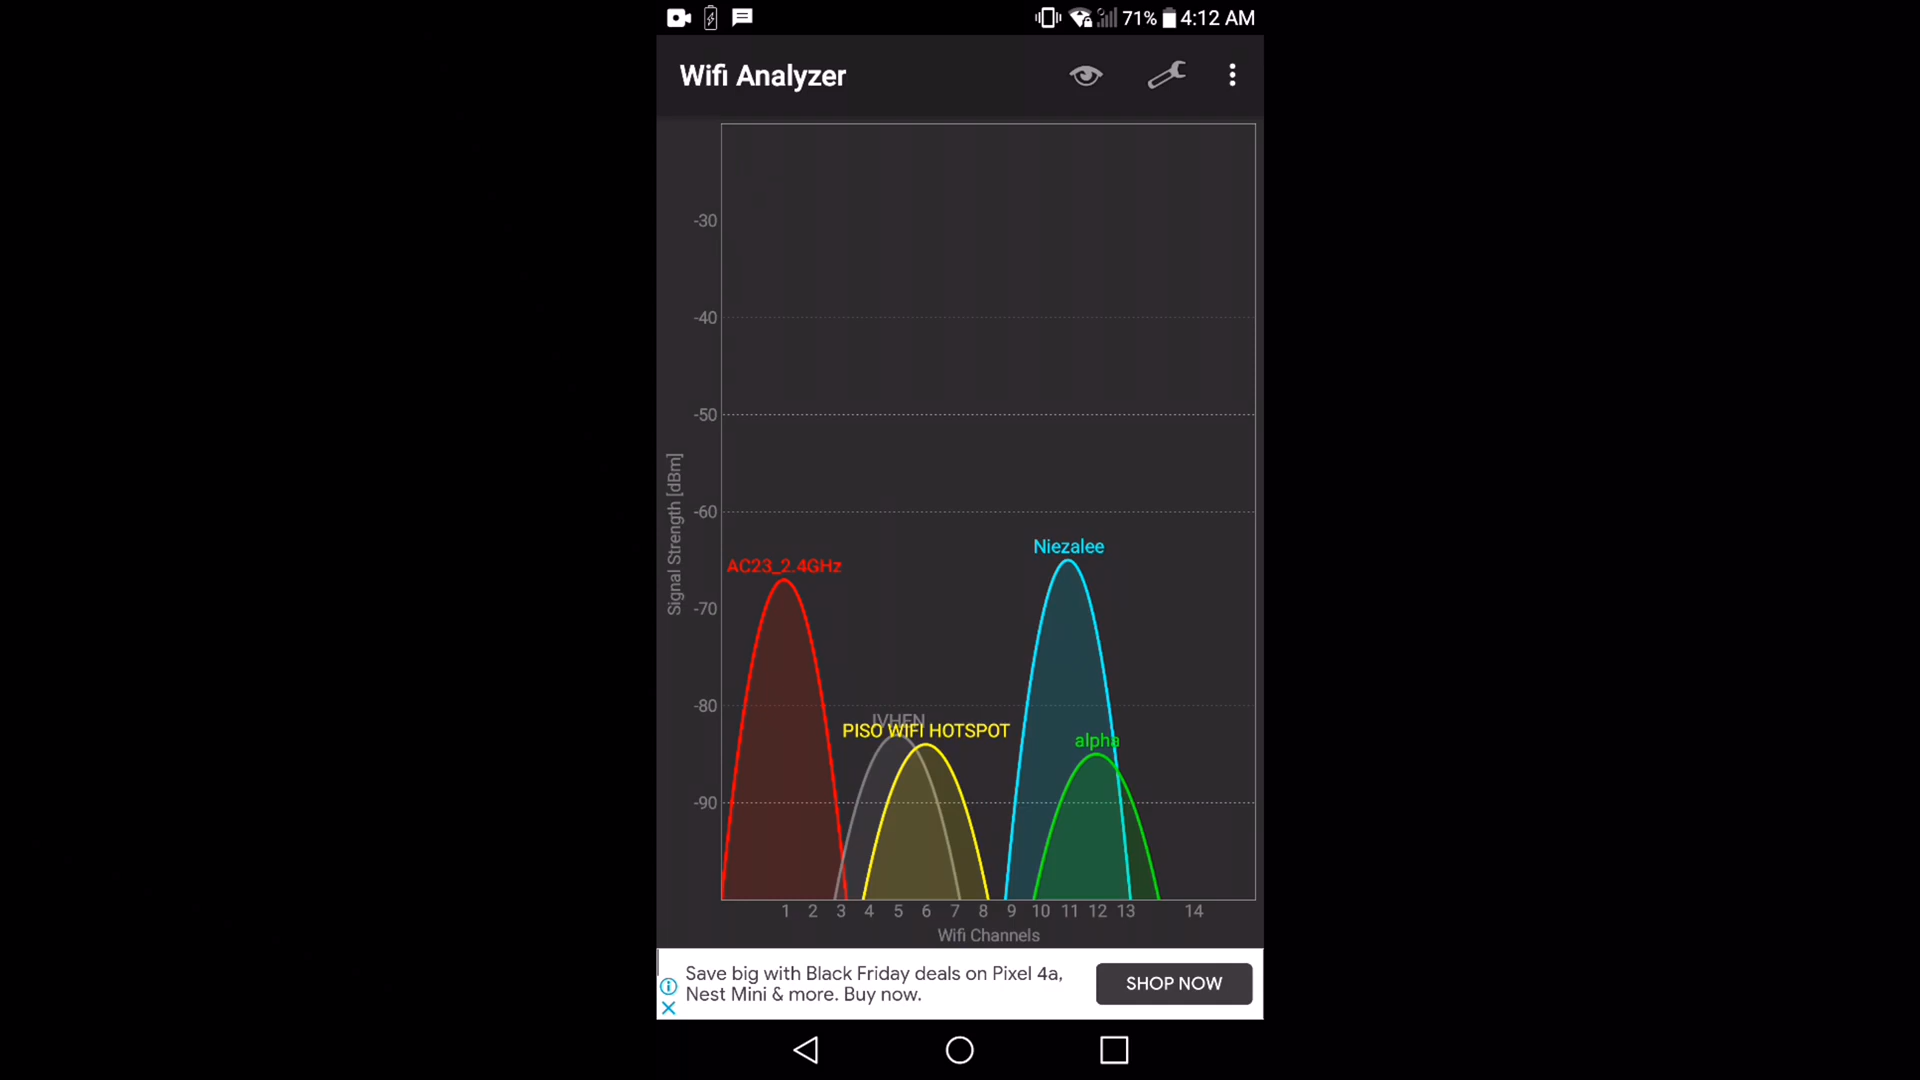 71% 4:12 AM
Wifi Analyzer
-30
-40
-50
-60
-70
-80
-90
Signal Strength [dBm]
Niezalee
AC23_2.4GHz
IVHEN
PISO WIFI HOTSPOT
alpha
1 2 3 4 5 6 7 8 9 10 11 12 13 14
Wifi Channels
Save big with Black Friday deals on Pixel 4a,
Nest Mini & more. Buy now.
SHOP NOW